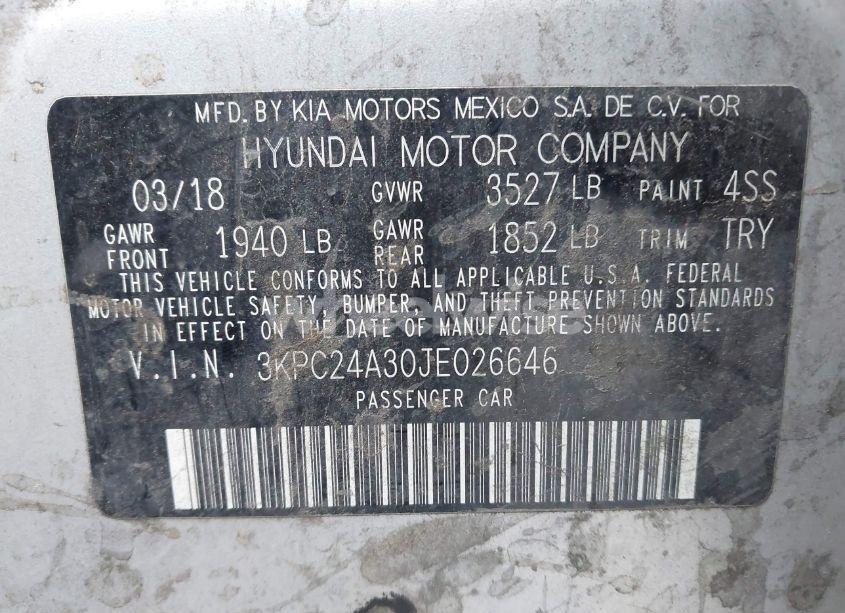 MFD. BY KIA MOTORS MEXICO S.A. DE C.V. FOR
HYUNDAI MOTOR COMPANY
03/18 GVWR 3527 LB PAINT 4SS
GAWR FRONT 1940 LB GAWR REAR 1852 LB TRIM TRY
THIS VEHICLE CONFORMS TO ALL APPLICABLE U.S.A. FEDERAL
MOTOR VEHICLE SAFETY, BUMPER, AND THEFT PREVENTION STANDARDS
IN EFFECT ON THE DATE OF MANUFACTURE SHOWN ABOVE.
V.I.N. 3KPC24A30JE026646
PASSENGER CAR